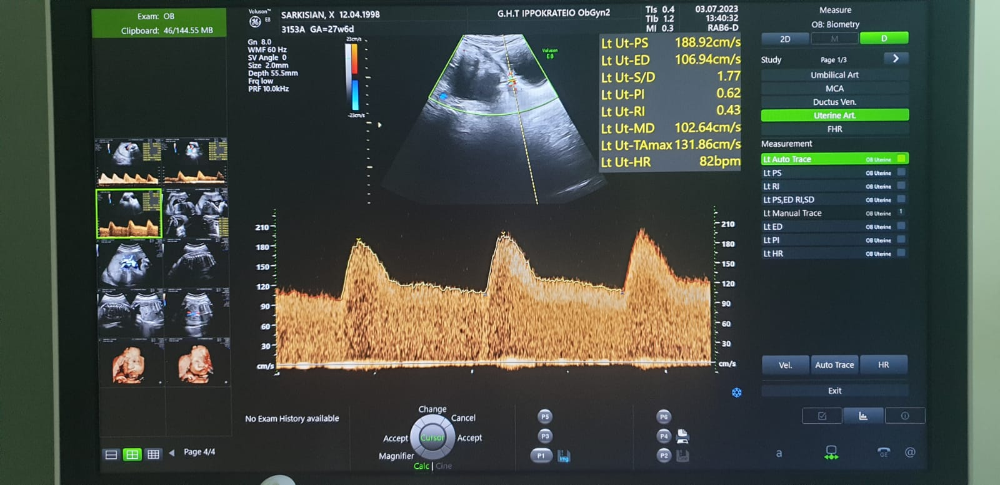 Exam: OB
Clipboard: 46/144.55 MB
Voluson™
E8
SARKISIAN, X 12.04.1998
3153A GA=27w6d
G.H.T IPPOKRATEIO ObGyn2
TIs 0.4
TIb 1.2
MI 0.3
03.07.2023
13:40:32
RAB6-D
Gn 8.0
WMF 60 Hz
SV Angle 0
Size 2.0mm
Depth 55.5mm
Frq low
PRF 10.0kHz
23cm/s
-23cm/s
Voluson
E8
Lt Ut-PS 188.92cm/s
Lt Ut-ED 106.94cm/s
Lt Ut-S/D 1.77
Lt Ut-PI 0.62
Lt Ut-RI 0.43
Lt Ut-MD 102.64cm/s
Lt Ut-TAmax 131.86cm/s
Lt Ut-HR 82bpm
210
180
150
120
90
60
30
cm/s
210
180
150
120
90
60
30
cm/s
Measure
OB: Biometry
2D M D
Study Page 1/3
Umbilical Art
MCA
Ductus Ven.
Uterine Art.
FHR
Measurement
Lt Auto Trace OB Uterine
Lt PS OB Uterine
Lt RI OB Uterine
Lt PS,ED RI,SD OB Uterine
Lt Manual Trace OB Uterine 1
Lt ED OB Uterine
Lt PI OB Uterine
Lt HR OB Uterine
Vel. Auto Trace HR
Exit
No Exam History available
Change
Cancel
Accept Cursor Accept
Magnifier
Calc | Cine
P5
P3
P1 Img
P6
P4
P2
Page 4/4
a
GE
@